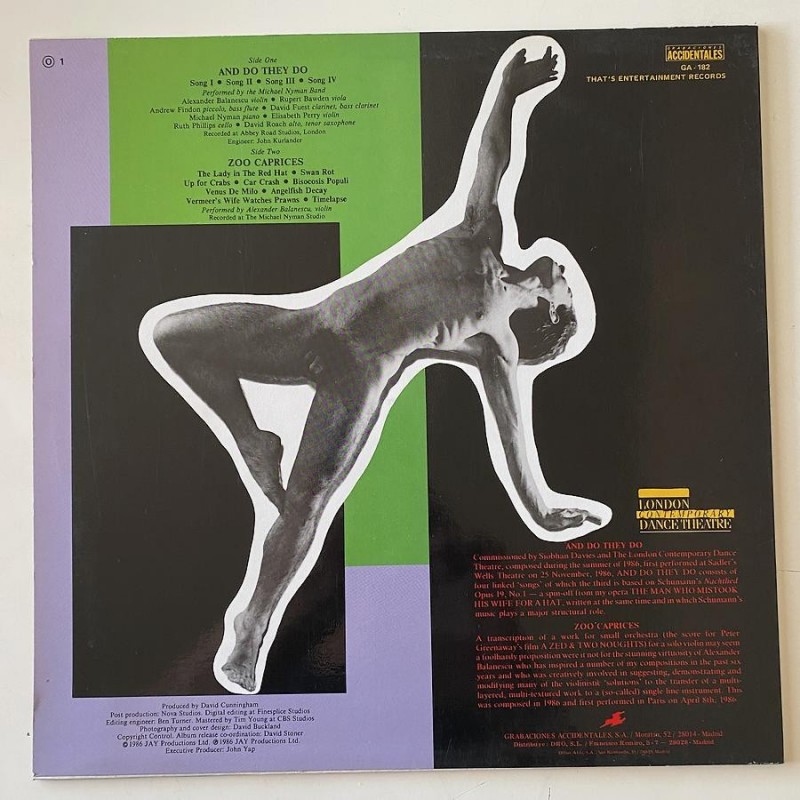 Ⓞ 1
Side One
AND DO THEY DO
Song I ● Song II ● Song III ● Song IV
Performed by the Michael Nyman Band
Alexander Balanescu violin ● Rupert Bawden viola
Andrew Findon piccolo, bass flute ● David Fuest clarinet, bass clarinet
Michael Nyman piano ● Elisabeth Perry violin
Ruth Phillips cello ● David Roach alto, tenor saxophone
Recorded at Abbey Road Studios, London
Engineer: John Kurlander
Side Two
ZOO CAPRICES
The Lady in The Red Hat ● Swan Rot
Up for Crabs ● Car Crash ● Bisocosis Populi
Venus De Milo ● Angelfish Decay
Vermeer's Wife Watches Prawns ● Timelapse
Performed by Alexander Balanescu, violin
Recorded at The Michael Nyman Studio
GRABACIONES
ACCIDENTALES
GA - 182
THAT'S ENTERTAINMENT RECORDS
LONDON
CONTEMPORARY
DANCE THEATRE
AND DO THEY DO
Commissioned by Siobhan Davies and The London Contemporary Dance
Theatre, composed during the summer of 1986, first performed at Sadler's
Wells Theatre on 25 November, 1986, AND DO THEY DO consists of
four linked 'songs' of which the third is based on Schumann's Nachtlied
Opus 19, No.1 — a spin-off from my opera THE MAN WHO MISTOOK
HIS WIFE FOR A HAT, written at the same time and in which Schumann's
music plays a major structural role.
ZOO CAPRICES
A transcription of a work for small orchestra (the score for Peter
Greenaway's film A ZED & TWO NOUGHTS) for a solo violin may seem
a foolhardy proposition were it not for the stunning virtuosity of Alexander
Balanescu who has inspired a number of my compositions in the past six
years and who was creatively involved in suggesting, demonstrating and
modifying many of the violinistic 'solutions' to the transfer of a multi-
layered, multi-textured work to a (so-called) single line instrument. This
was composed in 1986 and first performed in Paris on April 8th, 1986.
GRABACIONES ACCIDENTALES, S.A. / Montera, 52 / 28014 - Madrid
Distribuye: DRO, S.L. / Francisco Remiro, 5 - 7 — 28028 - Madrid
Produced by David Cunningham
Post production: Nova Studios. Digital editing at Finesplice Studios
Editing engineer: Ben Turner. Mastered by Tim Young at CBS Studios
Photography and cover design: David Buckland
Copyright Control. Album release co-ordination: David Stoner
©1986 JAY Productions Ltd. ℗1986 JAY Productions Ltd.
Executive Producer: John Yap